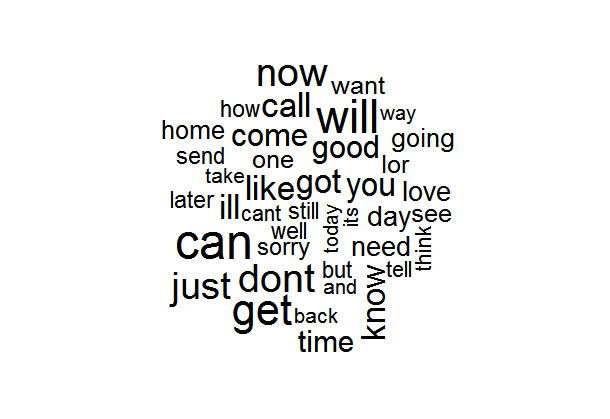 now want
how call will way
home come good going
send one lor
take like got you love
later ill cant still today its day see
well
can sorry need think
just dont but tell
and know
get back
time